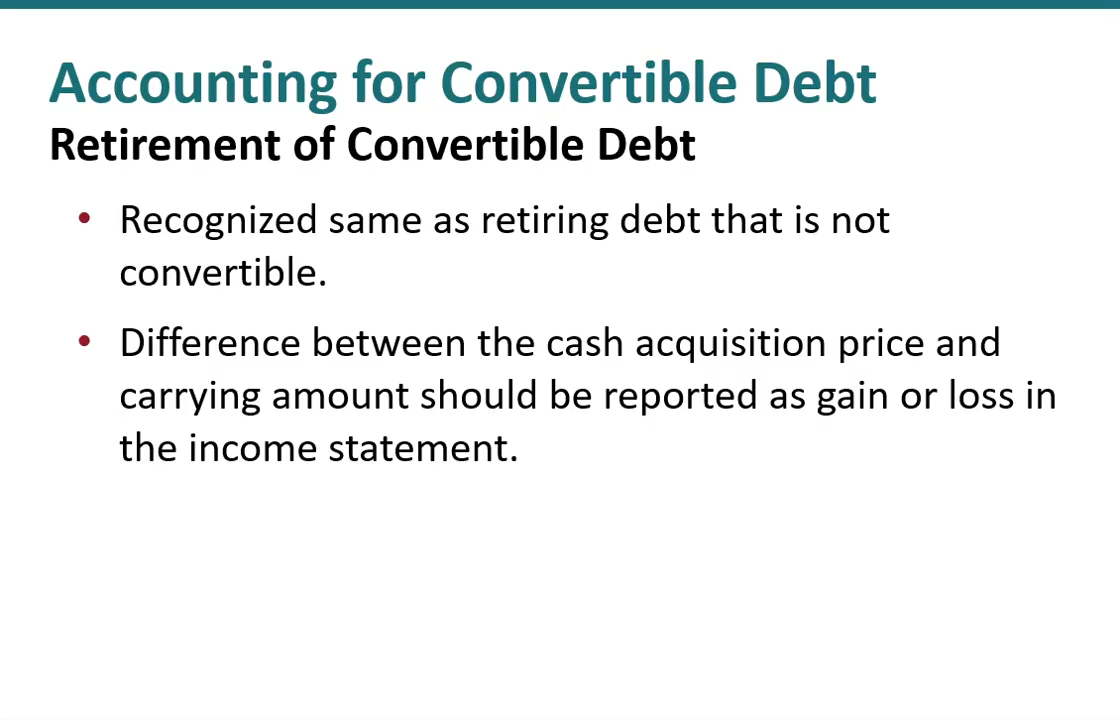 Accounting for Convertible Debt
Retirement of Convertible Debt
• Recognized same as retiring debt that is not
convertible.
• Difference between the cash acquisition price and
carrying amount should be reported as gain or loss in
the income statement.